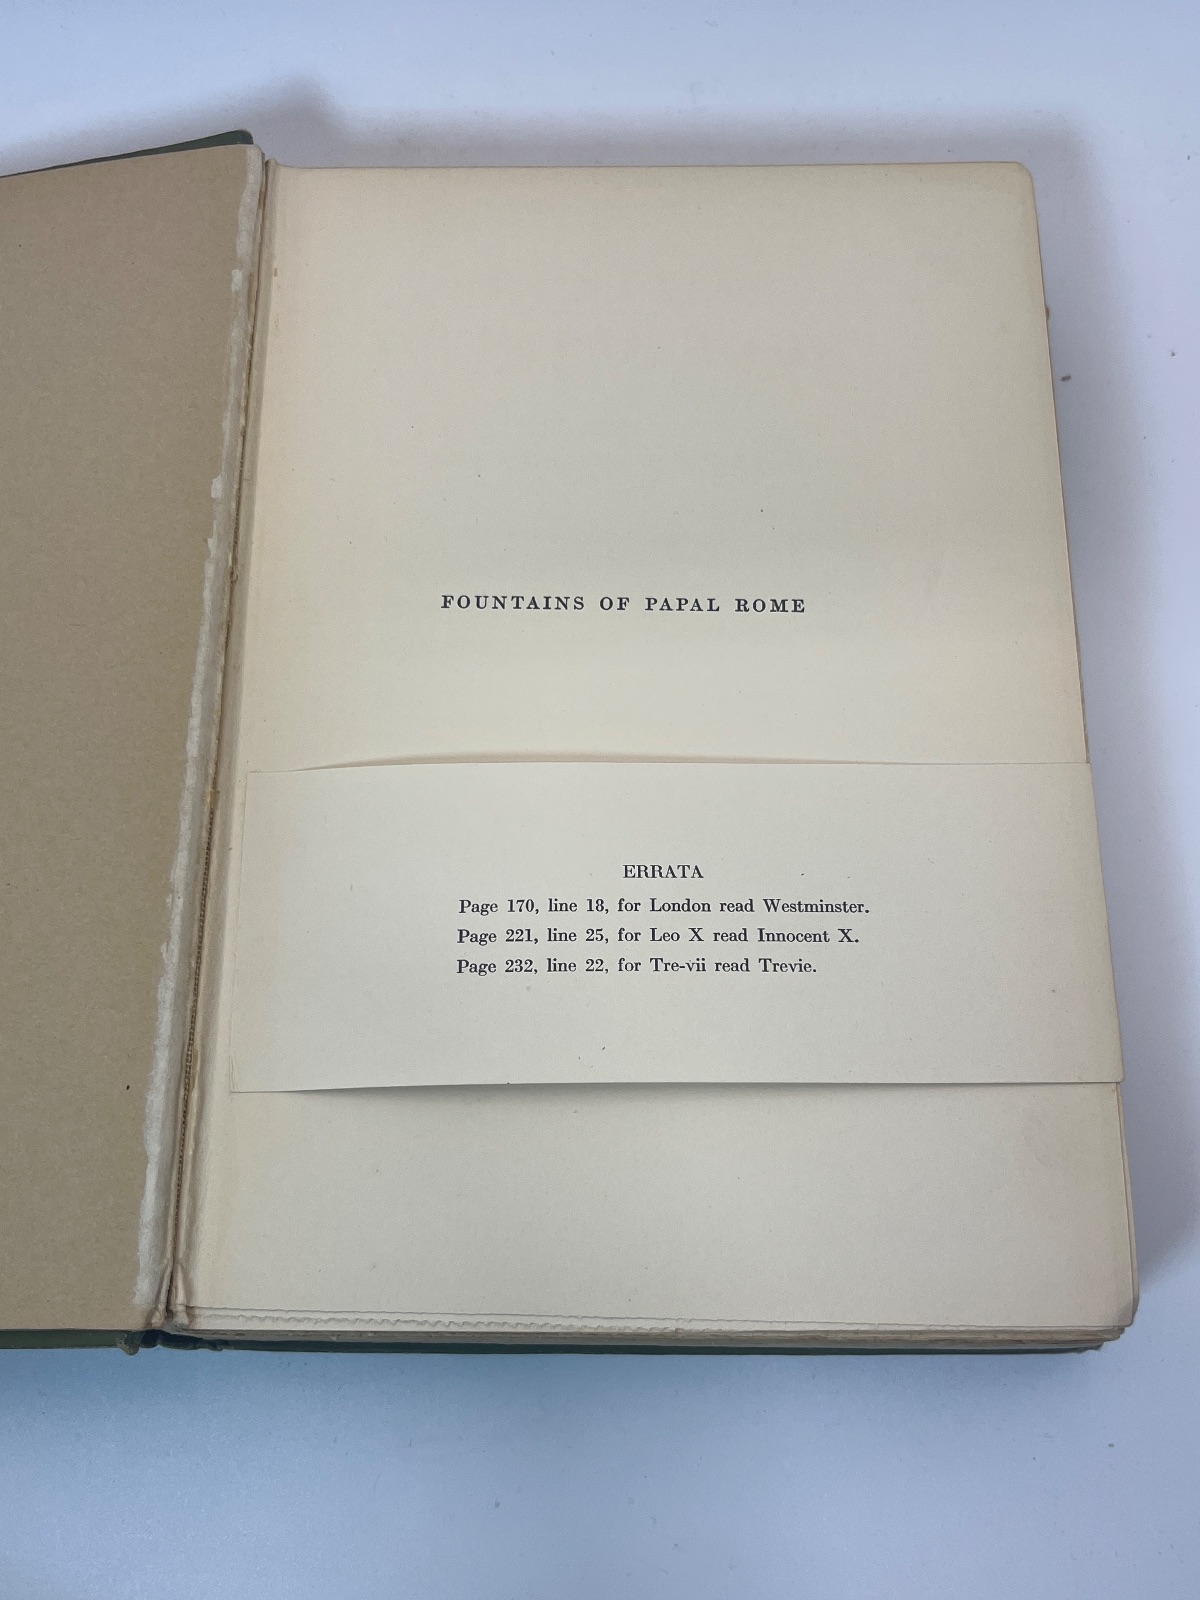 FOUNTAINS OF PAPAL ROME
ERRATA
Page 170, line 18, for London read Westminster.
Page 221, line 25, for Leo X read Innocent X.
Page 232, line 22, for Tre-vii read Trevie.